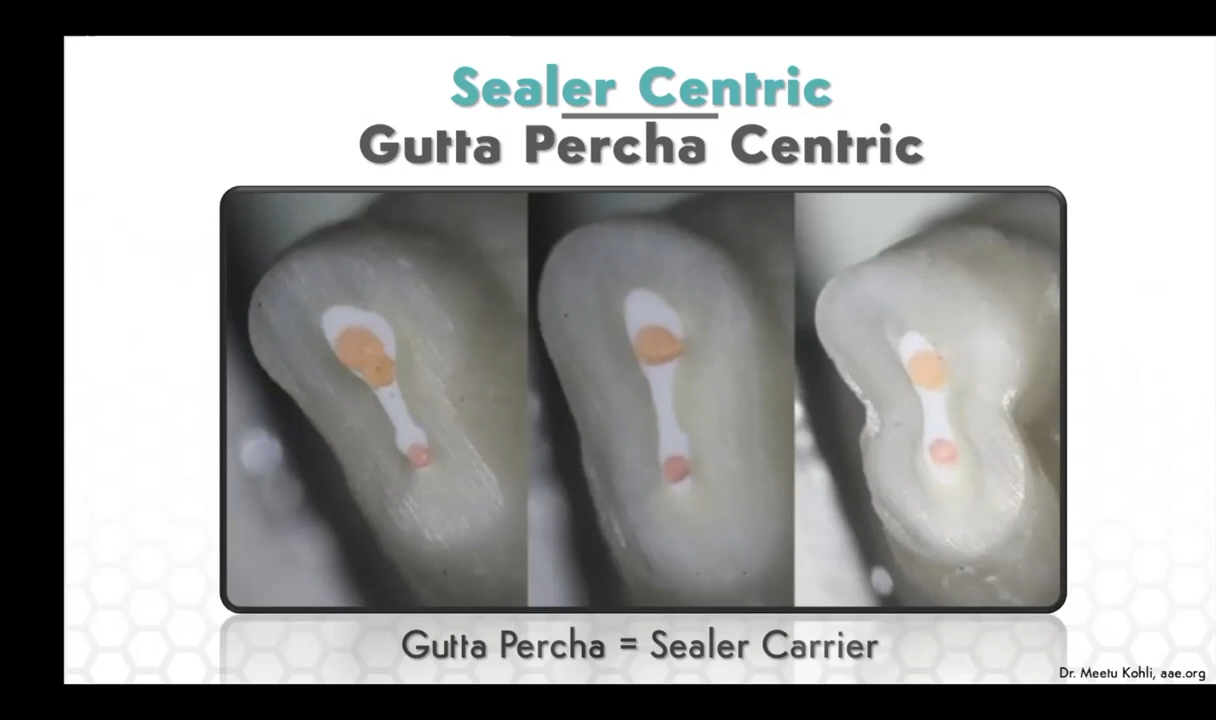 Sealer Centric
Gutta Percha Centric
Gutta Percha = Sealer Carrier
Dr. Meetu Kohli, aae.org